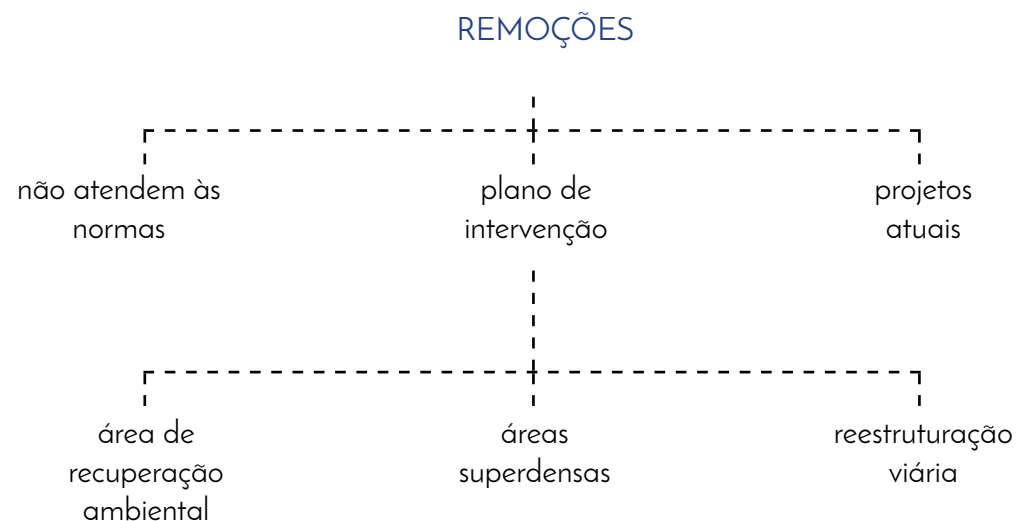 REMOÇÕES
não atendem às
normas
plano de
intervenção
projetos
atuais
área de
recuperação
ambiental
áreas
superdensas
reestruturação
viária